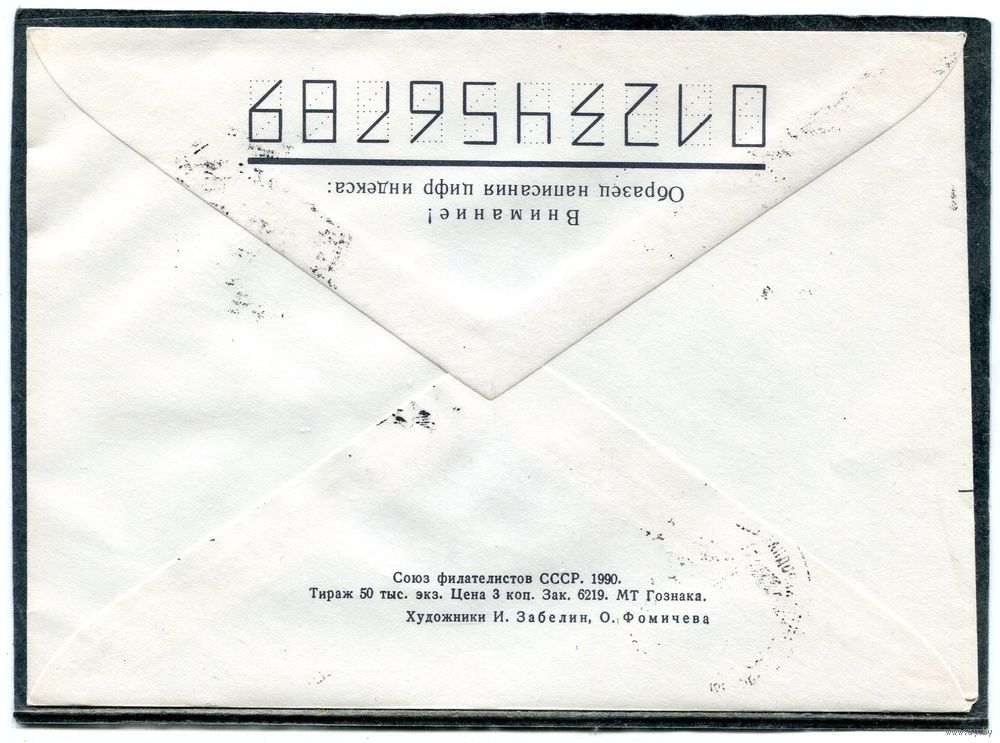 Внимание!
Образец написания цифр индекса:
0123456789
Союз филателистов СССР. 1990.
Тираж 50 тыс. экз. Цена 3 коп. Зак. 6219. МТ Гознака.
Художники И. Забелин, О. Фомичева